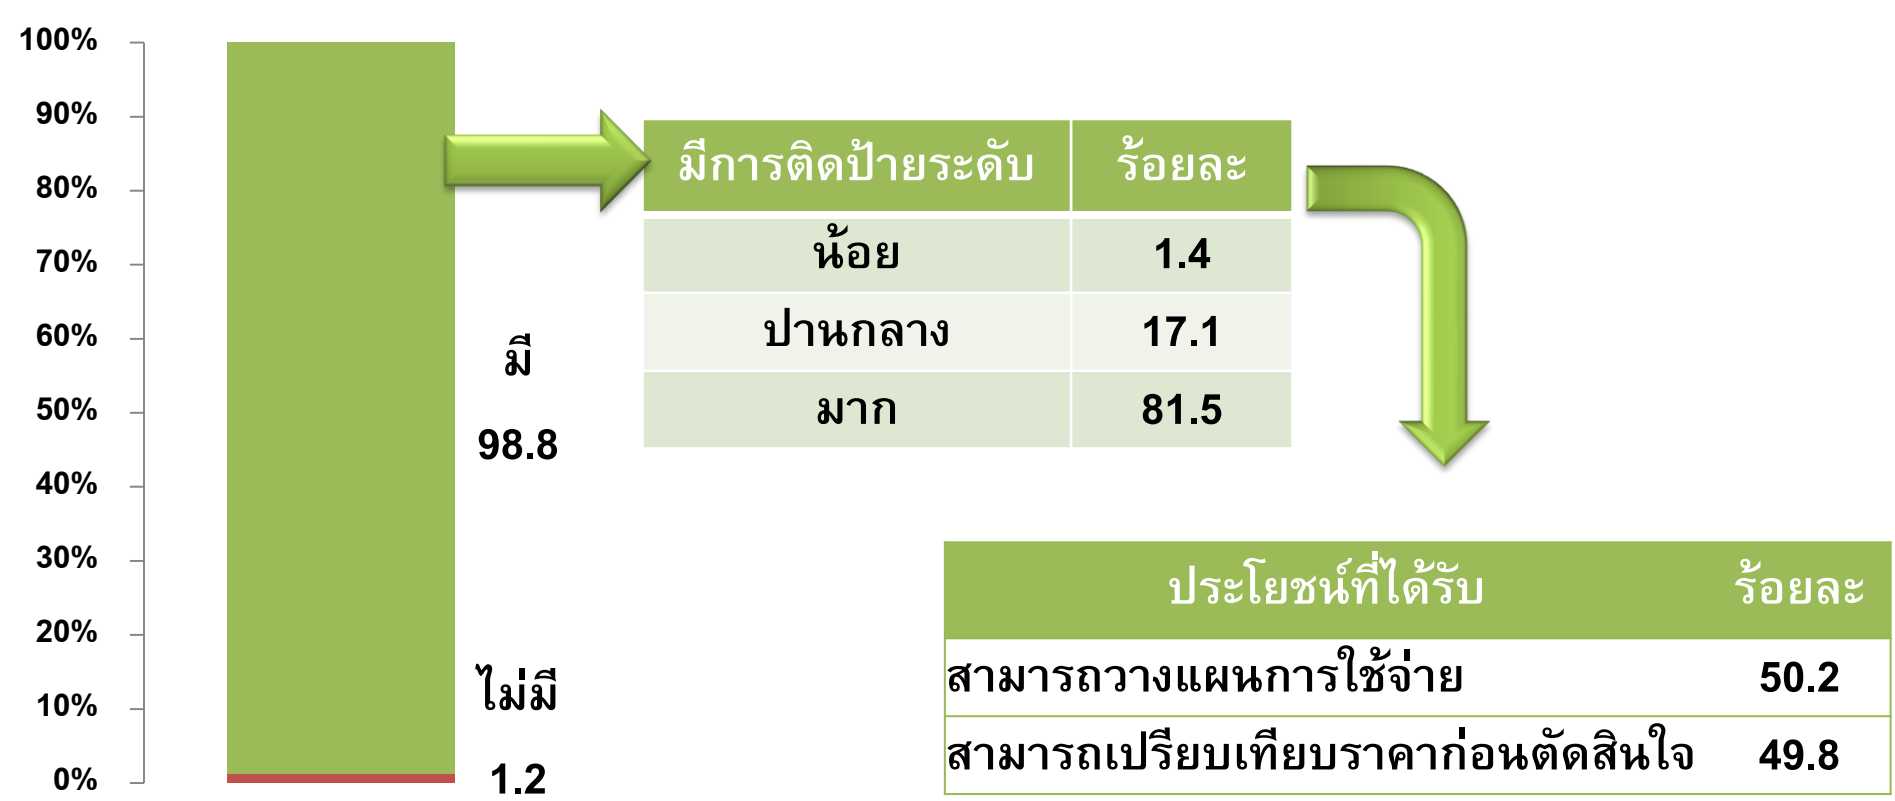 100%
90%
80%
70%
60%
50%
40%
30%
20%
10%
0%
มี
98.8
ไม่มี
1.2
มีการติดป้ายระดับ ร้อยละ
น้อย 1.4
ปานกลาง 17.1
มาก 81.5
ประโยชน์ที่ได้รับ ร้อยละ
สามารถวางแผนการใช้จ่าย 50.2
สามารถเปรียบเทียบราคาก่อนตัดสินใจ 49.8